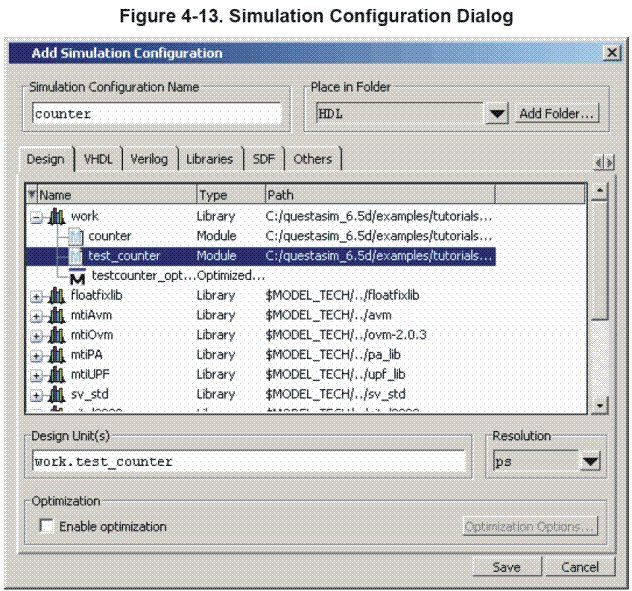 Figure 4-13. Simulation Configuration Dialog
Add Simulation Configuration
Simulation Configuration Name
Place in Folder
counter
HDL
Add Folder...
Design VHDL Verilog Libraries SDF Others
Name Type Path
work Library C:/questasim_6.5d/examples/tutorials...
counter Module C:/questasim_6.5d/examples/tutorials...
test_counter Module C:/questasim_6.5d/examples/tutorials...
testcounter_opt...Optimized...
floatfixlib Library $MODEL_TECH/../floatfixlib
mtiAvm Library $MODEL_TECH/../avm
mtiOvm Library $MODEL_TECH/../ovm-2.0.3
mtiPA Library $MODEL_TECH/../pa_lib
mtiUPF Library $MODEL_TECH/../upf_lib
sv_std Library $MODEL_TECH/../sv_std
Design Unit(s)
Resolution
work.test_counter
ps
Optimization
Enable optimization
Optimization Options...
Save Cancel